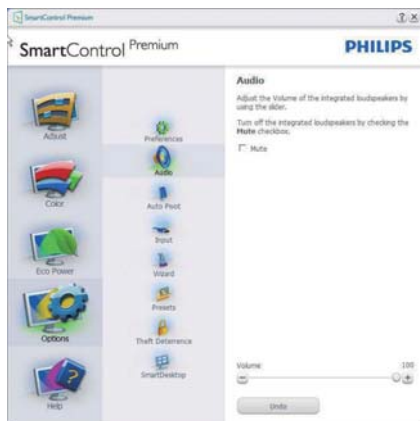 SmartControl Premium
SmartControl Premium
PHILIPS
Adjust
Color
Eco Power
Options
Help
Preferences
Audio
Auto Pivot
Input
Wizard
Presets
Theft Deterrence
SmartDesktop
Audio
Adjust the Volume of the integrated loudspeakers by
using the slider.
Turn off the integrated loudspeakers by checking the
Mute checkbox.
Mute
Volume
100
Undo